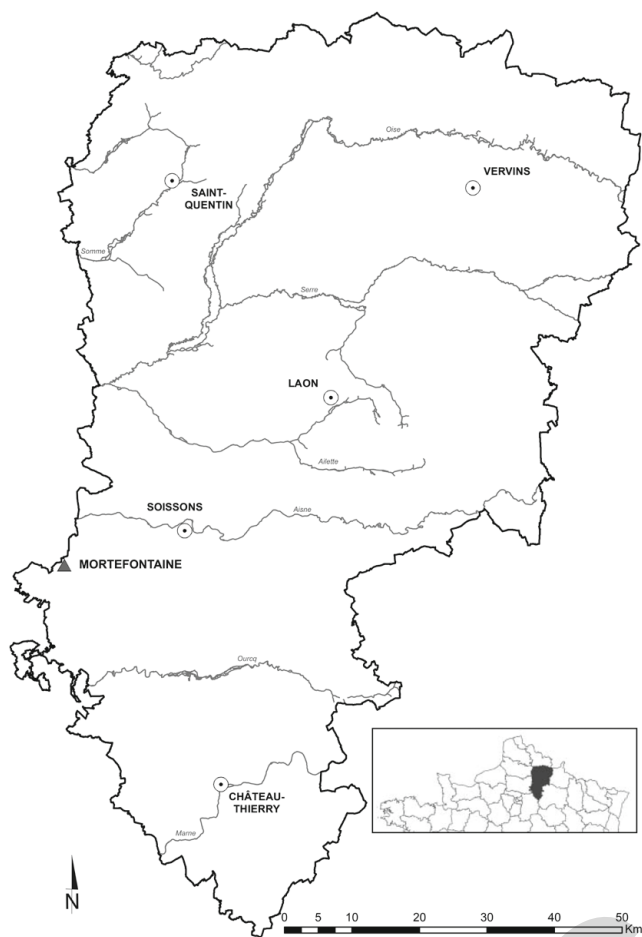 Oise
VERVINS
SAINT-
QUENTIN
Somme
Serre
LAON
Ailette
SOISSONS
Aisne
MORTEFONTAINE
Ourcq
CHÂTEAU-
THIERRY
Marne
N
0 5 10 20 30 40 50
Km